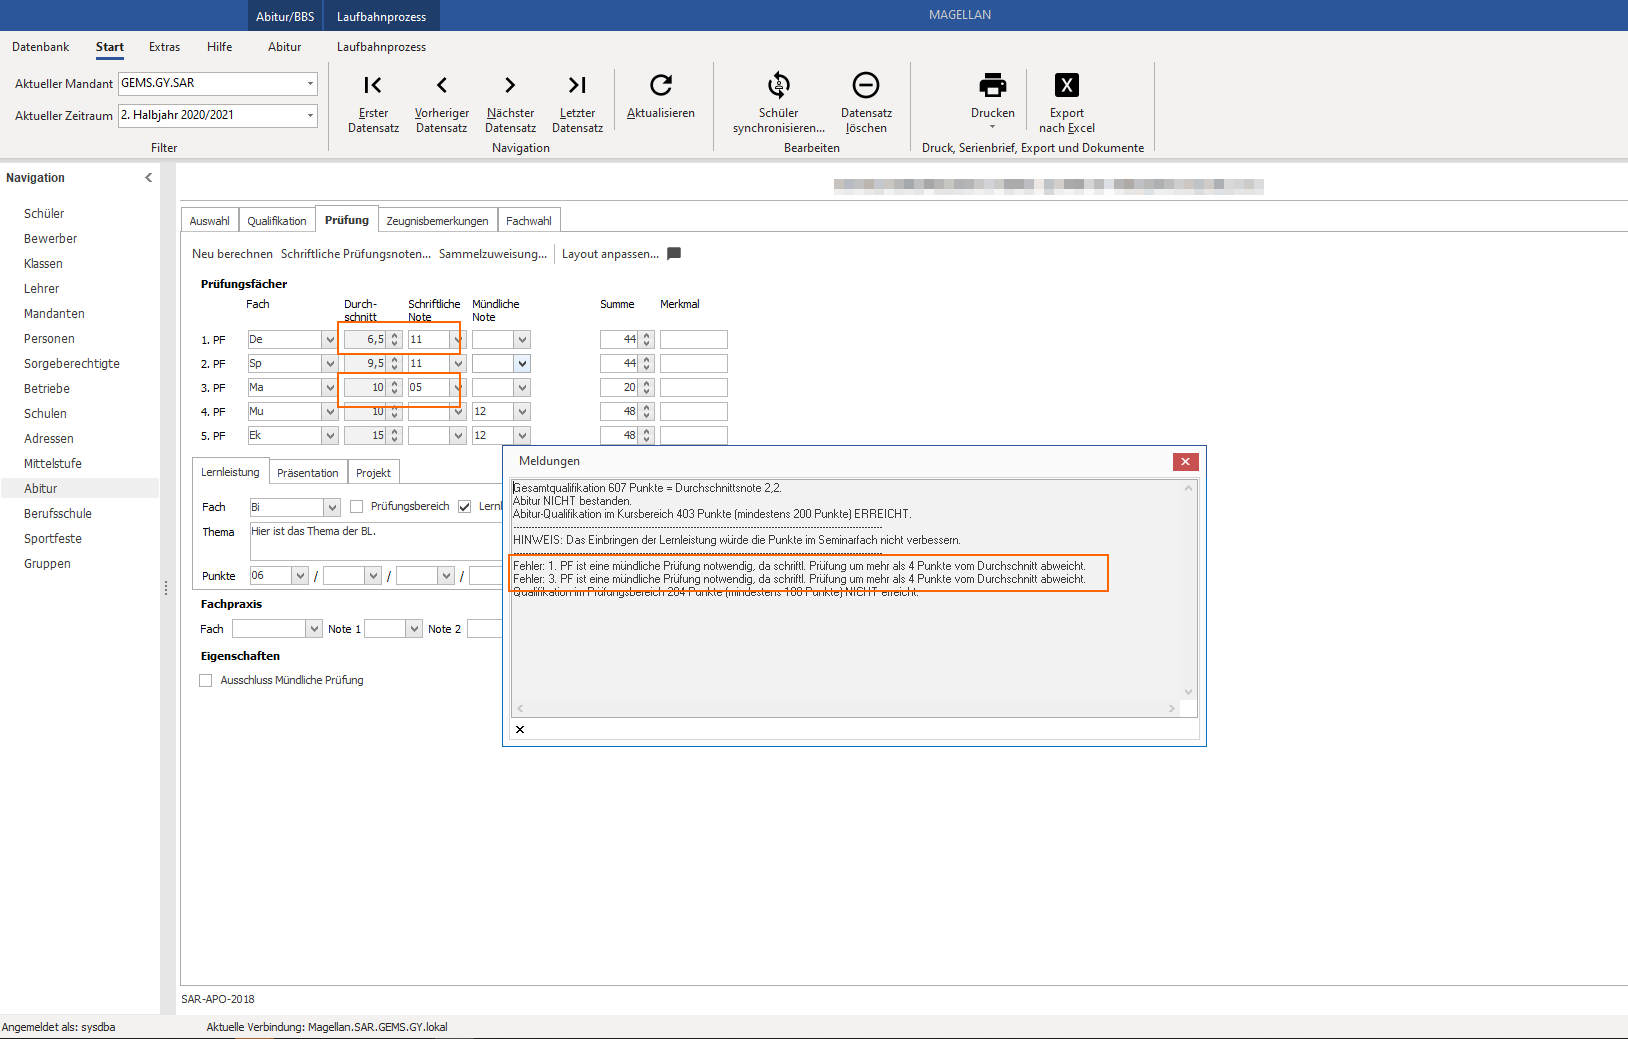 Abitur/BBS Laufbahnprozess MAGELLAN
Datenbank Start Extras Hilfe Abitur Laufbahnprozess
Aktueller Mandant GEMS.GY.SAR
Aktueller Zeitraum 2. Halbjahr 2020/2021
Filter
Erster Datensatz
Vorheriger Datensatz
Nächster Datensatz
Letzter Datensatz
Aktualisieren
Navigation
Schüler synchronisieren...
Datensatz löschen
Bearbeiten
Drucken
Export nach Excel
Druck, Serienbrief, Export und Dokumente
Navigation
Schüler
Bewerber
Klassen
Lehrer
Mandanten
Personen
Sorgeberechtigte
Betriebe
Schulen
Adressen
Mittelstufe
Abitur
Berufsschule
Sportfeste
Gruppen
Auswahl Qualifikation Prüfung Zeugnisbemerkungen Fachwahl
Neu berechnen Schriftliche Prüfungsnoten... Sammelzuweisung... Layout anpassen...
Prüfungsfächer
Fach Durch- Schriftliche Mündliche Summe Merkmal
schnitt Note Note
1. PF De 6,5 11 44
2. PF Sp 9,5 11 44
3. PF Ma 10 05 20
4. PF Mu 10 12 48
5. PF Ek 15 12 48
Lernleistung Präsentation Projekt
Fach Bi Prüfungsbereich Lernl
Thema Hier ist das Thema der BL.
Punkte 06 / / /
Fachpraxis
Fach Note 1 Note 2
Eigenschaften
Ausschluss Mündliche Prüfung
Meldungen
Gesamtqualifikation 607 Punkte = Durchschnittsnote 2,2.
Abitur NICHT bestanden.
Abitur-Qualifikation im Kursbereich 403 Punkte (mindestens 200 Punkte) ERREICHT.
HINWEIS: Das Einbringen der Lernleistung würde die Punkte im Seminarfach nicht verbessern.
Fehler: 1. PF ist eine mündliche Prüfung notwendig, da schriftl. Prüfung um mehr als 4 Punkte vom Durchschnitt abweicht.
Fehler: 3. PF ist eine mündliche Prüfung notwendig, da schriftl. Prüfung um mehr als 4 Punkte vom Durchschnitt abweicht.
Qualifikation im Prüfungsbereich 204 Punkte (mindestens 100 Punkte) NICHT erreicht.
SAR-APO-2018
Angemeldet als: sysdba Aktuelle Verbindung: Magellan.SAR.GEMS.GY.lokal